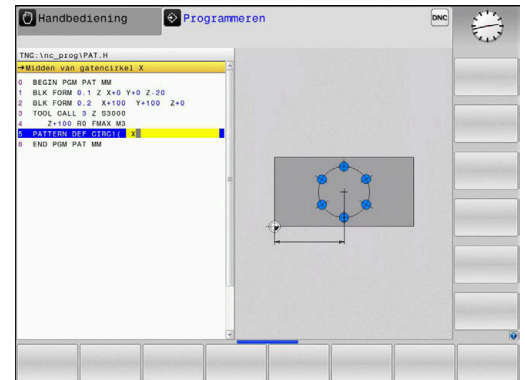 Handbediening
Programmeren
DNC
TNC:\nc_prog\PAT.H
→Midden van gatencirkel X
0 BEGIN PGM PAT MM
1 BLK FORM 0.1 Z X+0 Y+0 Z-20
2 BLK FORM 0.2 X+100 Y+100 Z+0
3 TOOL CALL 3 Z S3000
4 Z+100 R0 FMAX M3
5 PATTERN DEF CIRC1( X
6 END PGM PAT MM